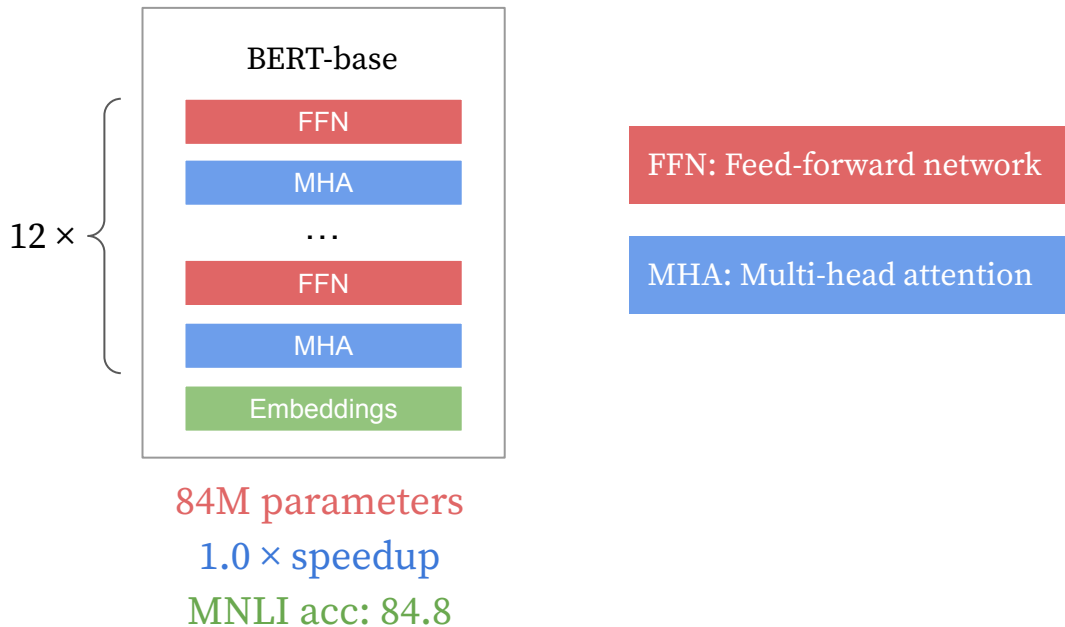 BERT-base
FFN
MHA
...
FFN
MHA
Embeddings
12 ×
84M parameters
1.0 × speedup
MNLI acc: 84.8
FFN: Feed-forward network
MHA: Multi-head attention